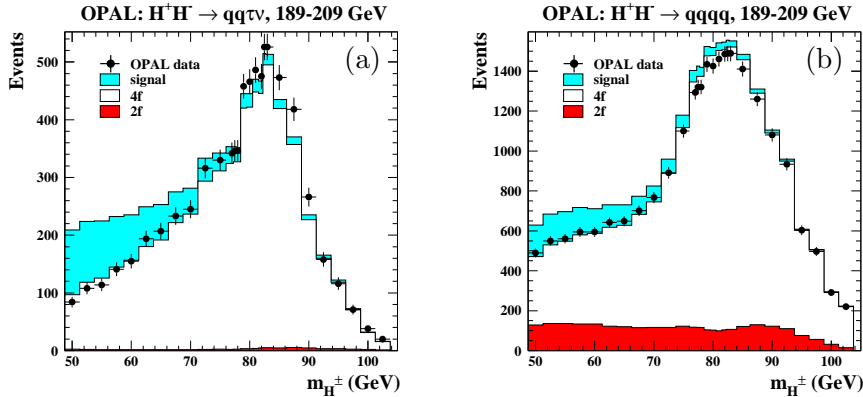 OPAL: H⁺H⁻ → qqτν, 189-209 GeV
Events
500
400
300
200
100
0
(a)
OPAL data
signal
4f
2f
50 60 70 80 90 100
m_H± (GeV)
OPAL: H⁺H⁻ → qqqq, 189-209 GeV
Events
1400
1200
1000
800
600
400
200
0
(b)
OPAL data
signal
4f
2f
50 60 70 80 90 100
m_H± (GeV)